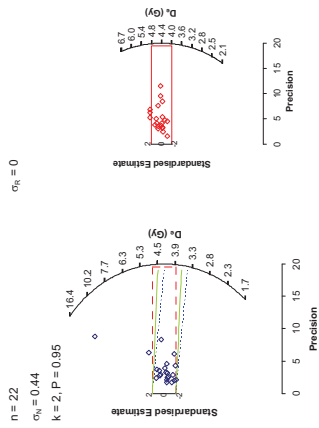 n = 22
σN = 0.44
k = 2, P = 0.95
Dₑ (Gy)
16.4
10.2
7.7
6.3
5.3
4.5
3.9
3.3
2.8
2.3
1.7
Standardised Estimate
2
0
-2
0 5 10 15 20
Precision
σR = 0
Dₑ (Gy)
6.7
6.0
5.4
4.8
4.4
4.0
3.6
3.2
2.8
2.5
2.1
Standardised Estimate
2
0
-2
0 5 10 15 20
Precision